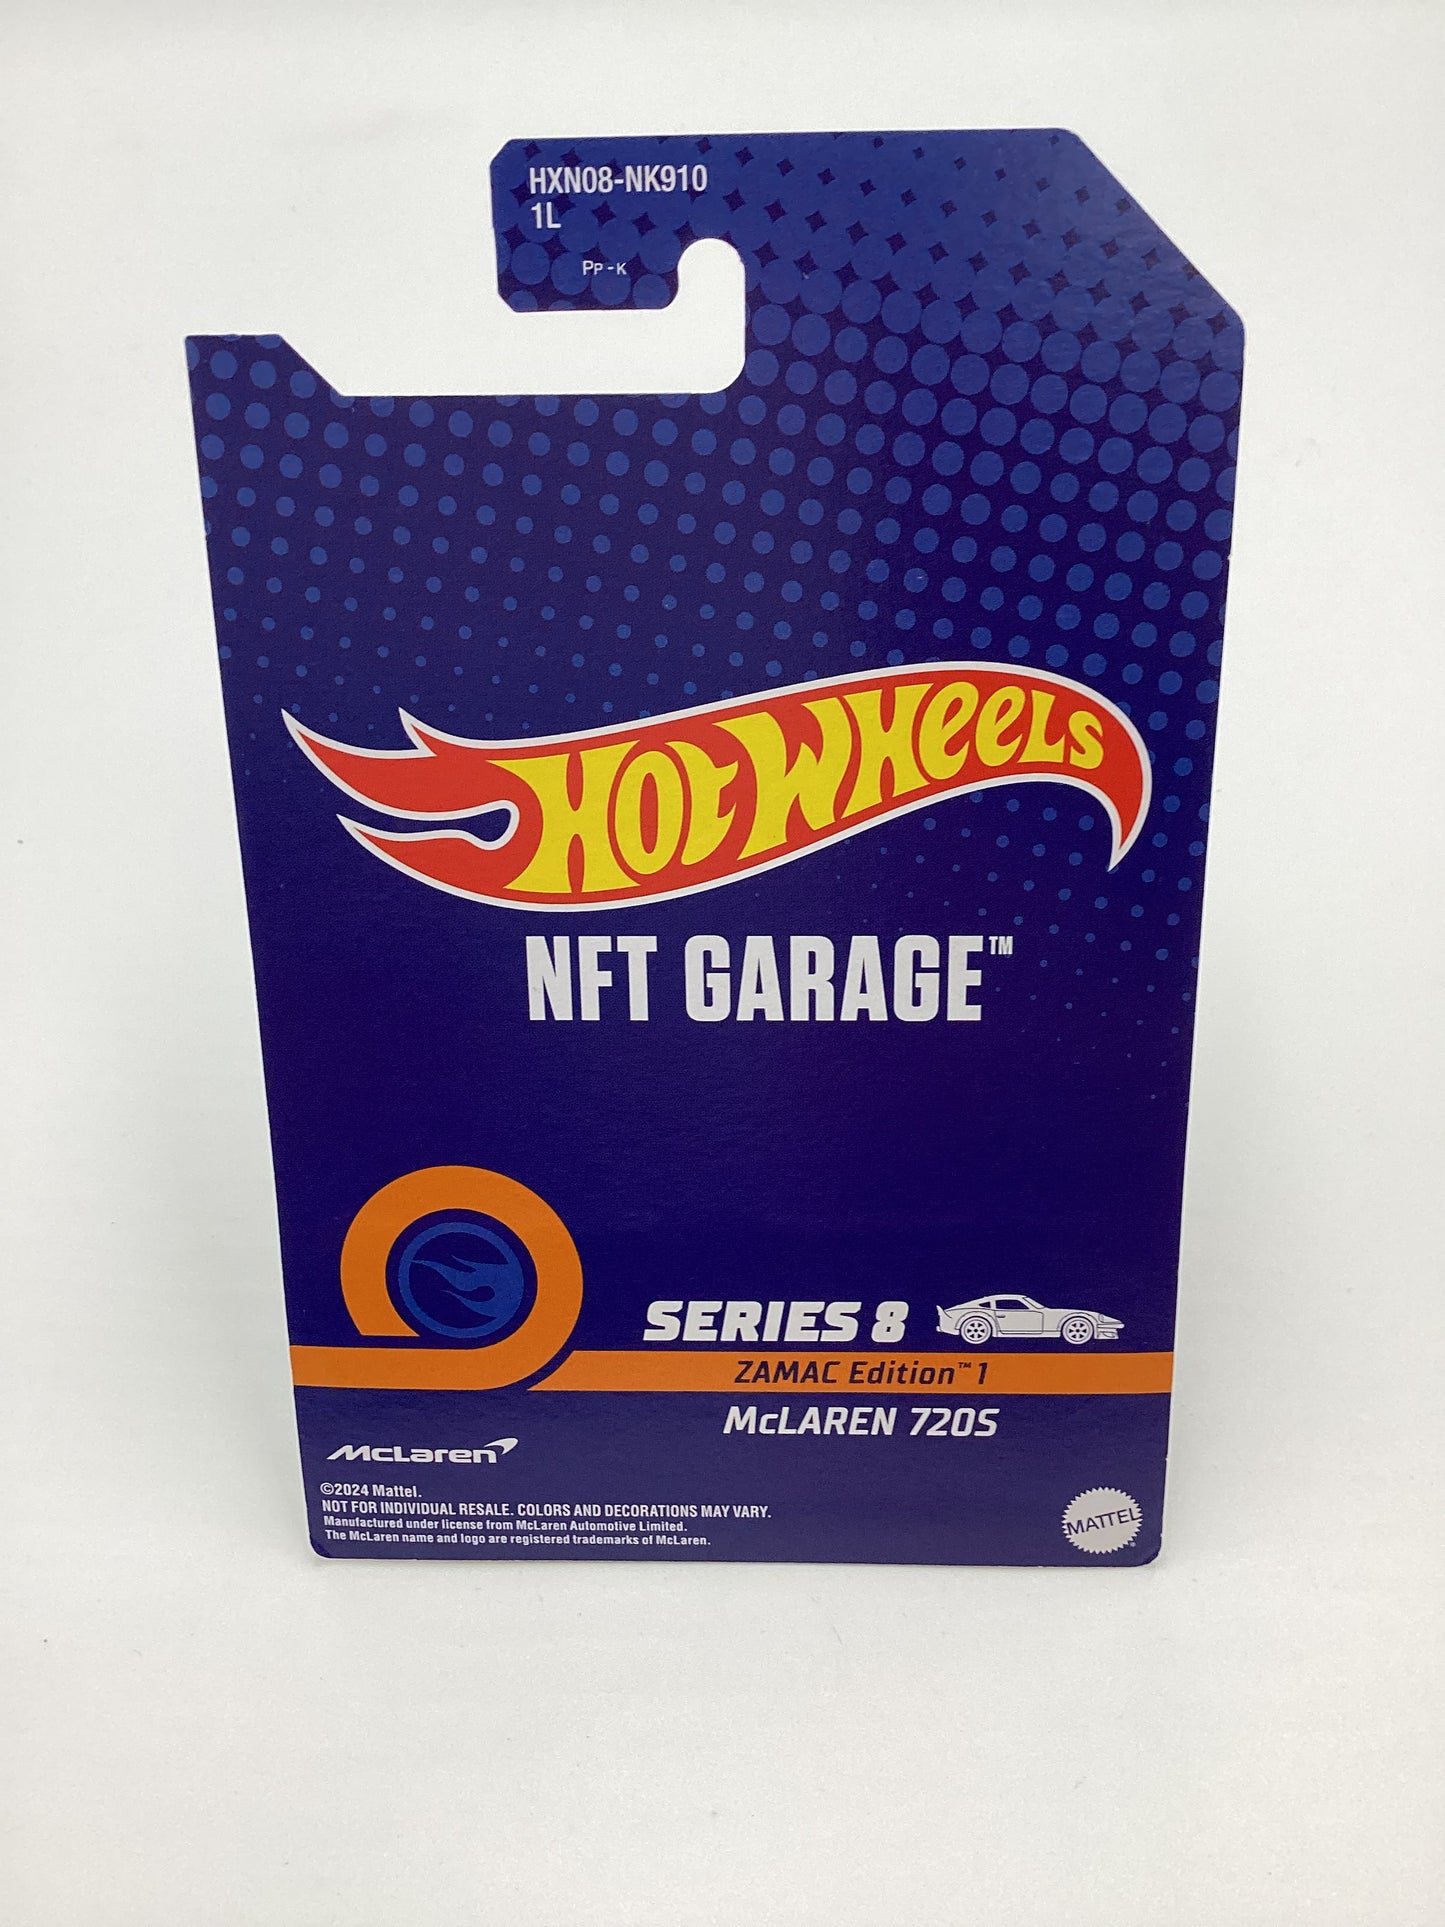 HXN08-NK910
1L
PP-K
HOT WHEELS
NFT GARAGE™
SERIES 8
ZAMAC Edition™ 1
McLAREN 720S
McLaren
©2024 Mattel.
NOT FOR INDIVIDUAL RESALE. COLORS AND DECORATIONS MAY VARY.
Manufactured under license from McLaren Automotive Limited.
The McLaren name and logo are registered trademarks of McLaren.
MATTEL®